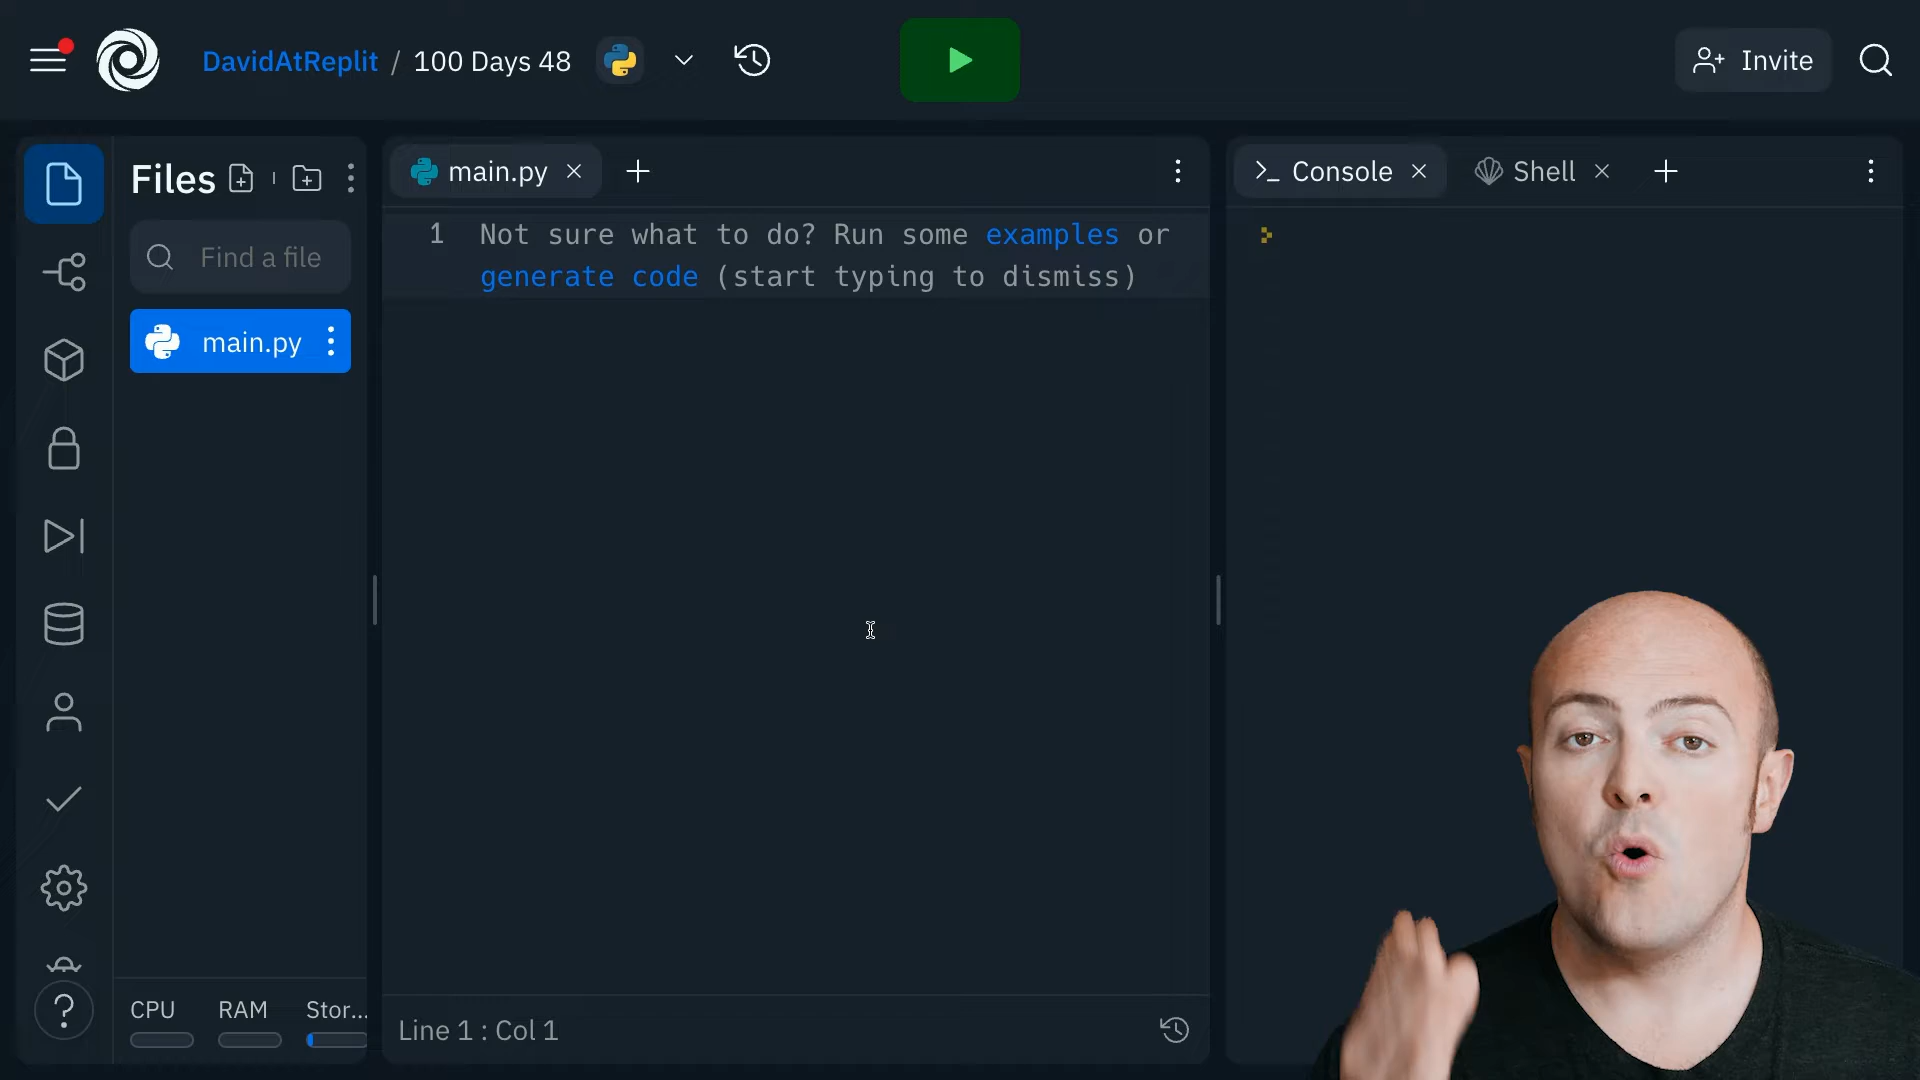 DavidAtReplit / 100 Days 48
Invite
Files
Find a file
main.py
CPU RAM Stor...
main.py
1 Not sure what to do? Run some examples or
generate code (start typing to dismiss)
Line 1 : Col 1
>_ Console
Shell
?